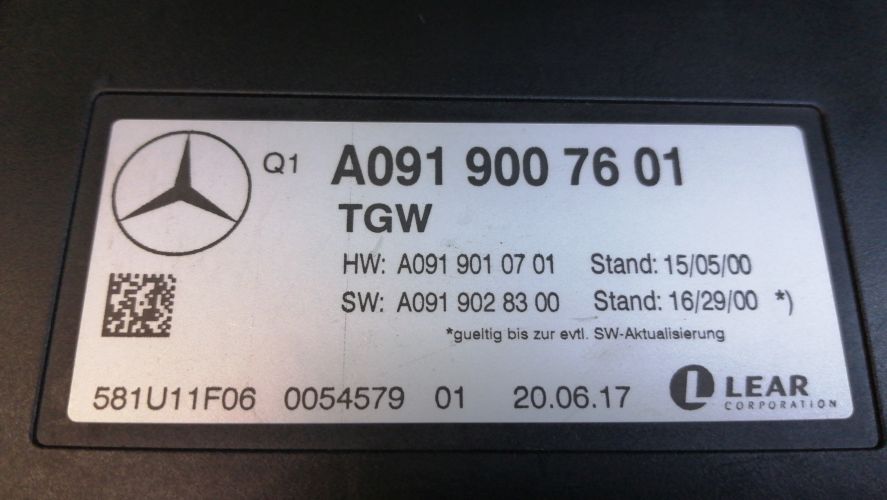 Q1 A091 900 76 01
TGW
HW: A091 901 07 01 Stand: 15/05/00
SW: A091 902 83 00 Stand: 16/29/00 *)
*gueltig bis zur evtl. SW-Aktualisierung
581U11F06 0054579 01 20.06.17 L LEAR
CORPORATION